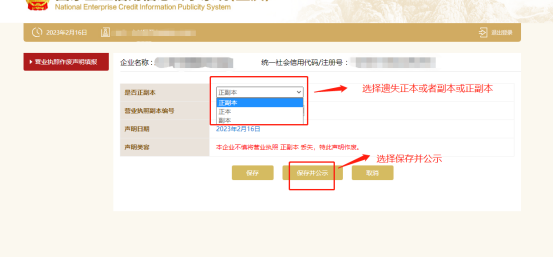 National Enterprise Credit Information Publicity System
2023年2月16日
退出登录
营业执照作废声明填报
企业名称：
统一社会信用代码/注册号：
是否正副本
正副本
选择遗失正本或者副本或正副本
正副本
营业执照副本编号
正本
副本
声明日期
2023年2月16日
声明类容
本企业不慎将营业执照 正副本 丢失，特此声明作废。
选择保存并公示
保存
保存并公示
取消